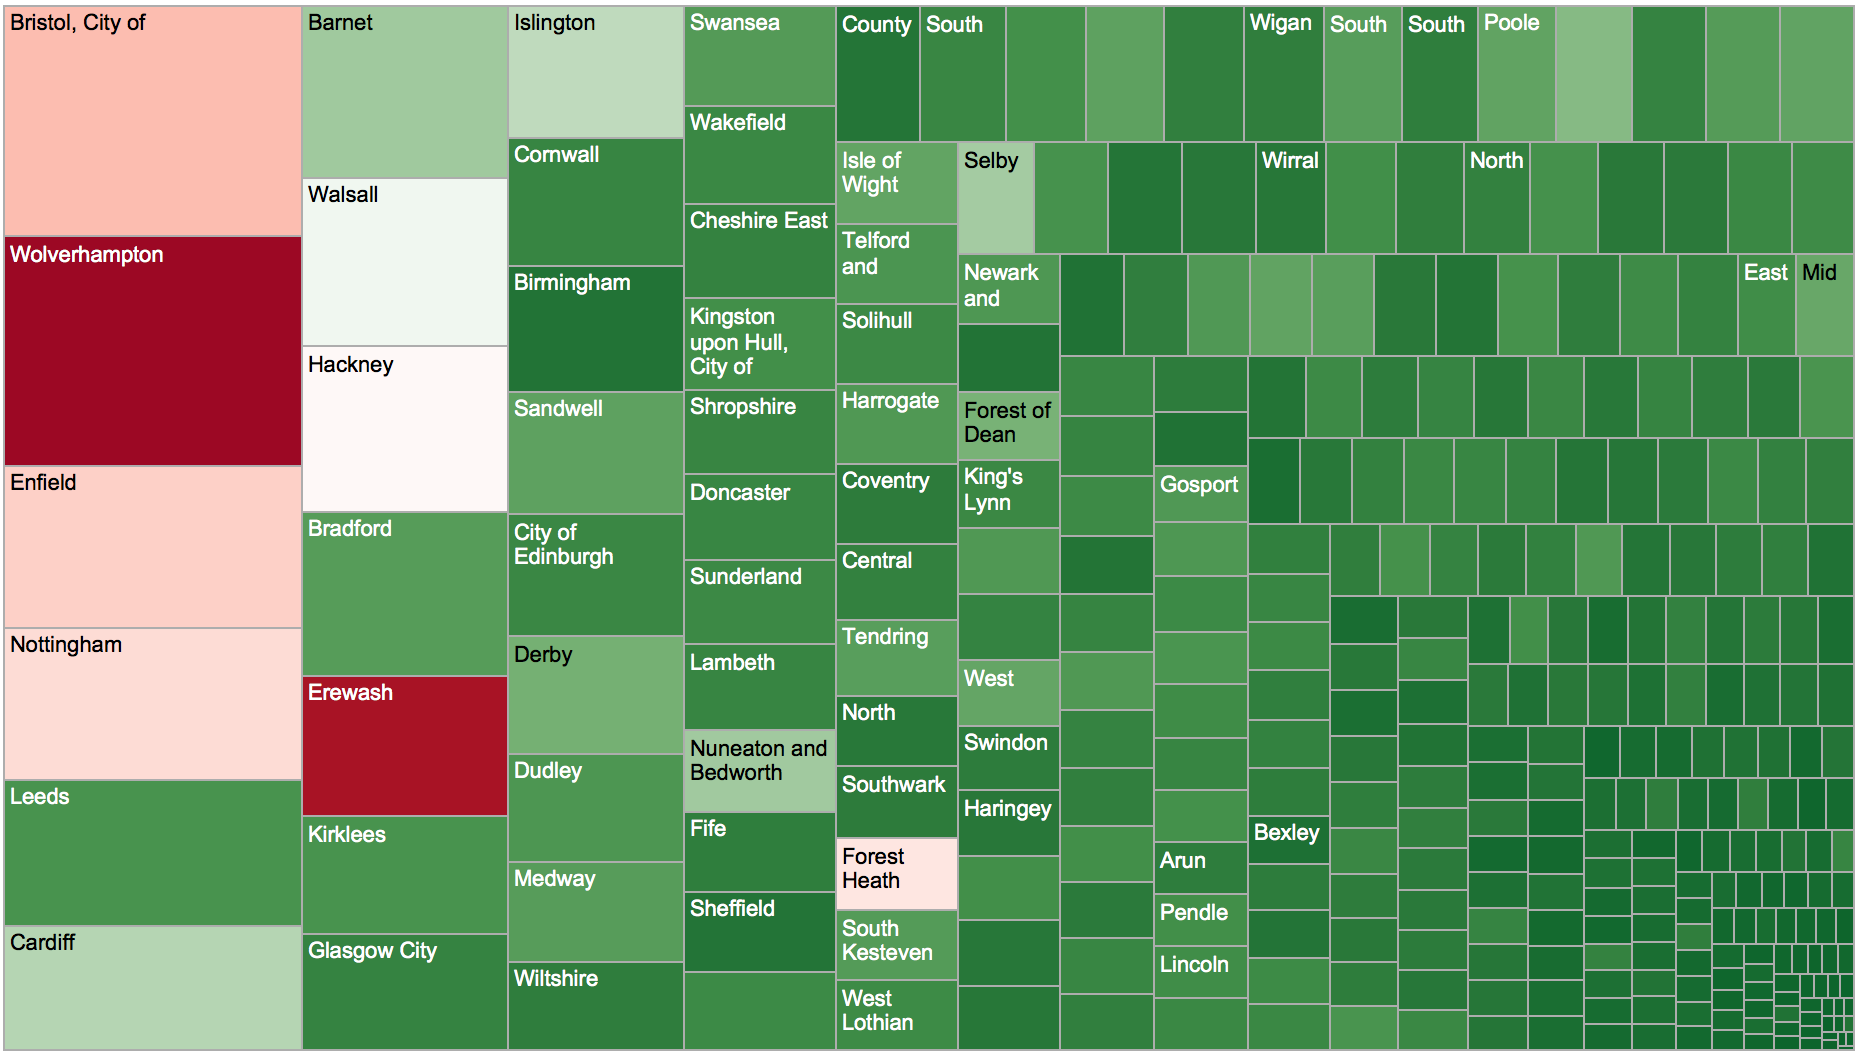 Bristol, City of
Wolverhampton
Enfield
Nottingham
Leeds
Cardiff
Barnet
Walsall
Hackney
Bradford
Erewash
Kirklees
Glasgow City
Islington
Cornwall
Birmingham
Sandwell
City of
Edinburgh
Derby
Dudley
Medway
Wiltshire
Swansea
Wakefield
Cheshire East
Kingston
upon Hull,
City of
Shropshire
Doncaster
Sunderland
Lambeth
Nuneaton and
Bedworth
Fife
Sheffield
County
South
Wigan
South
South
Poole
Isle of
Wight
Telford
and
Solihull
Harrogate
Coventry
Central
Tendring
North
Southwark
Forest
Heath
South
Kesteven
West
Lothian
Selby
Wirral
North
Newark
and
Forest of
Dean
King's
Lynn
West
Swindon
Haringey
East
Mid
Gosport
Arun
Pendle
Lincoln
Bexley